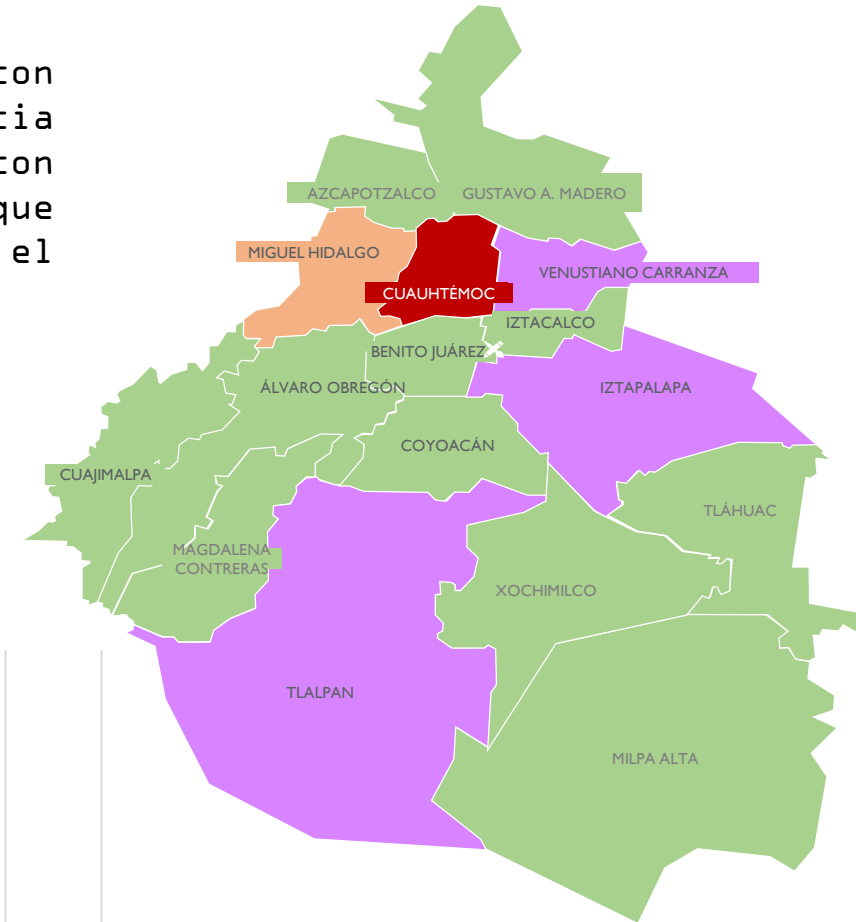 con
cia
con
que
el
AZCAPOTZALCO
GUSTAVO A. MADERO
MIGUEL HIDALGO
VENUSTIANO CARRANZA
CUAUHTÉMOC
IZTACALCO
BENITO JUÁREZ
ÁLVARO OBREGÓN
IZTAPALAPA
COYOACÁN
CUAJIMALPA
TLÁHUAC
MAGDALENA
CONTRERAS
XOCHIMILCO
TLALPAN
MILPA ALTA